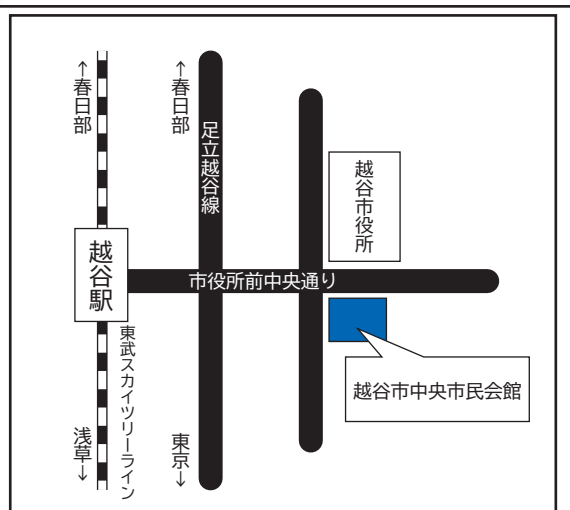 ↑春日部
↑春日部
足立越谷線
越谷市役所
越谷駅
市役所前中央通り
東武スカイツリーライン
越谷市中央市民会館
浅草↓
東京↓